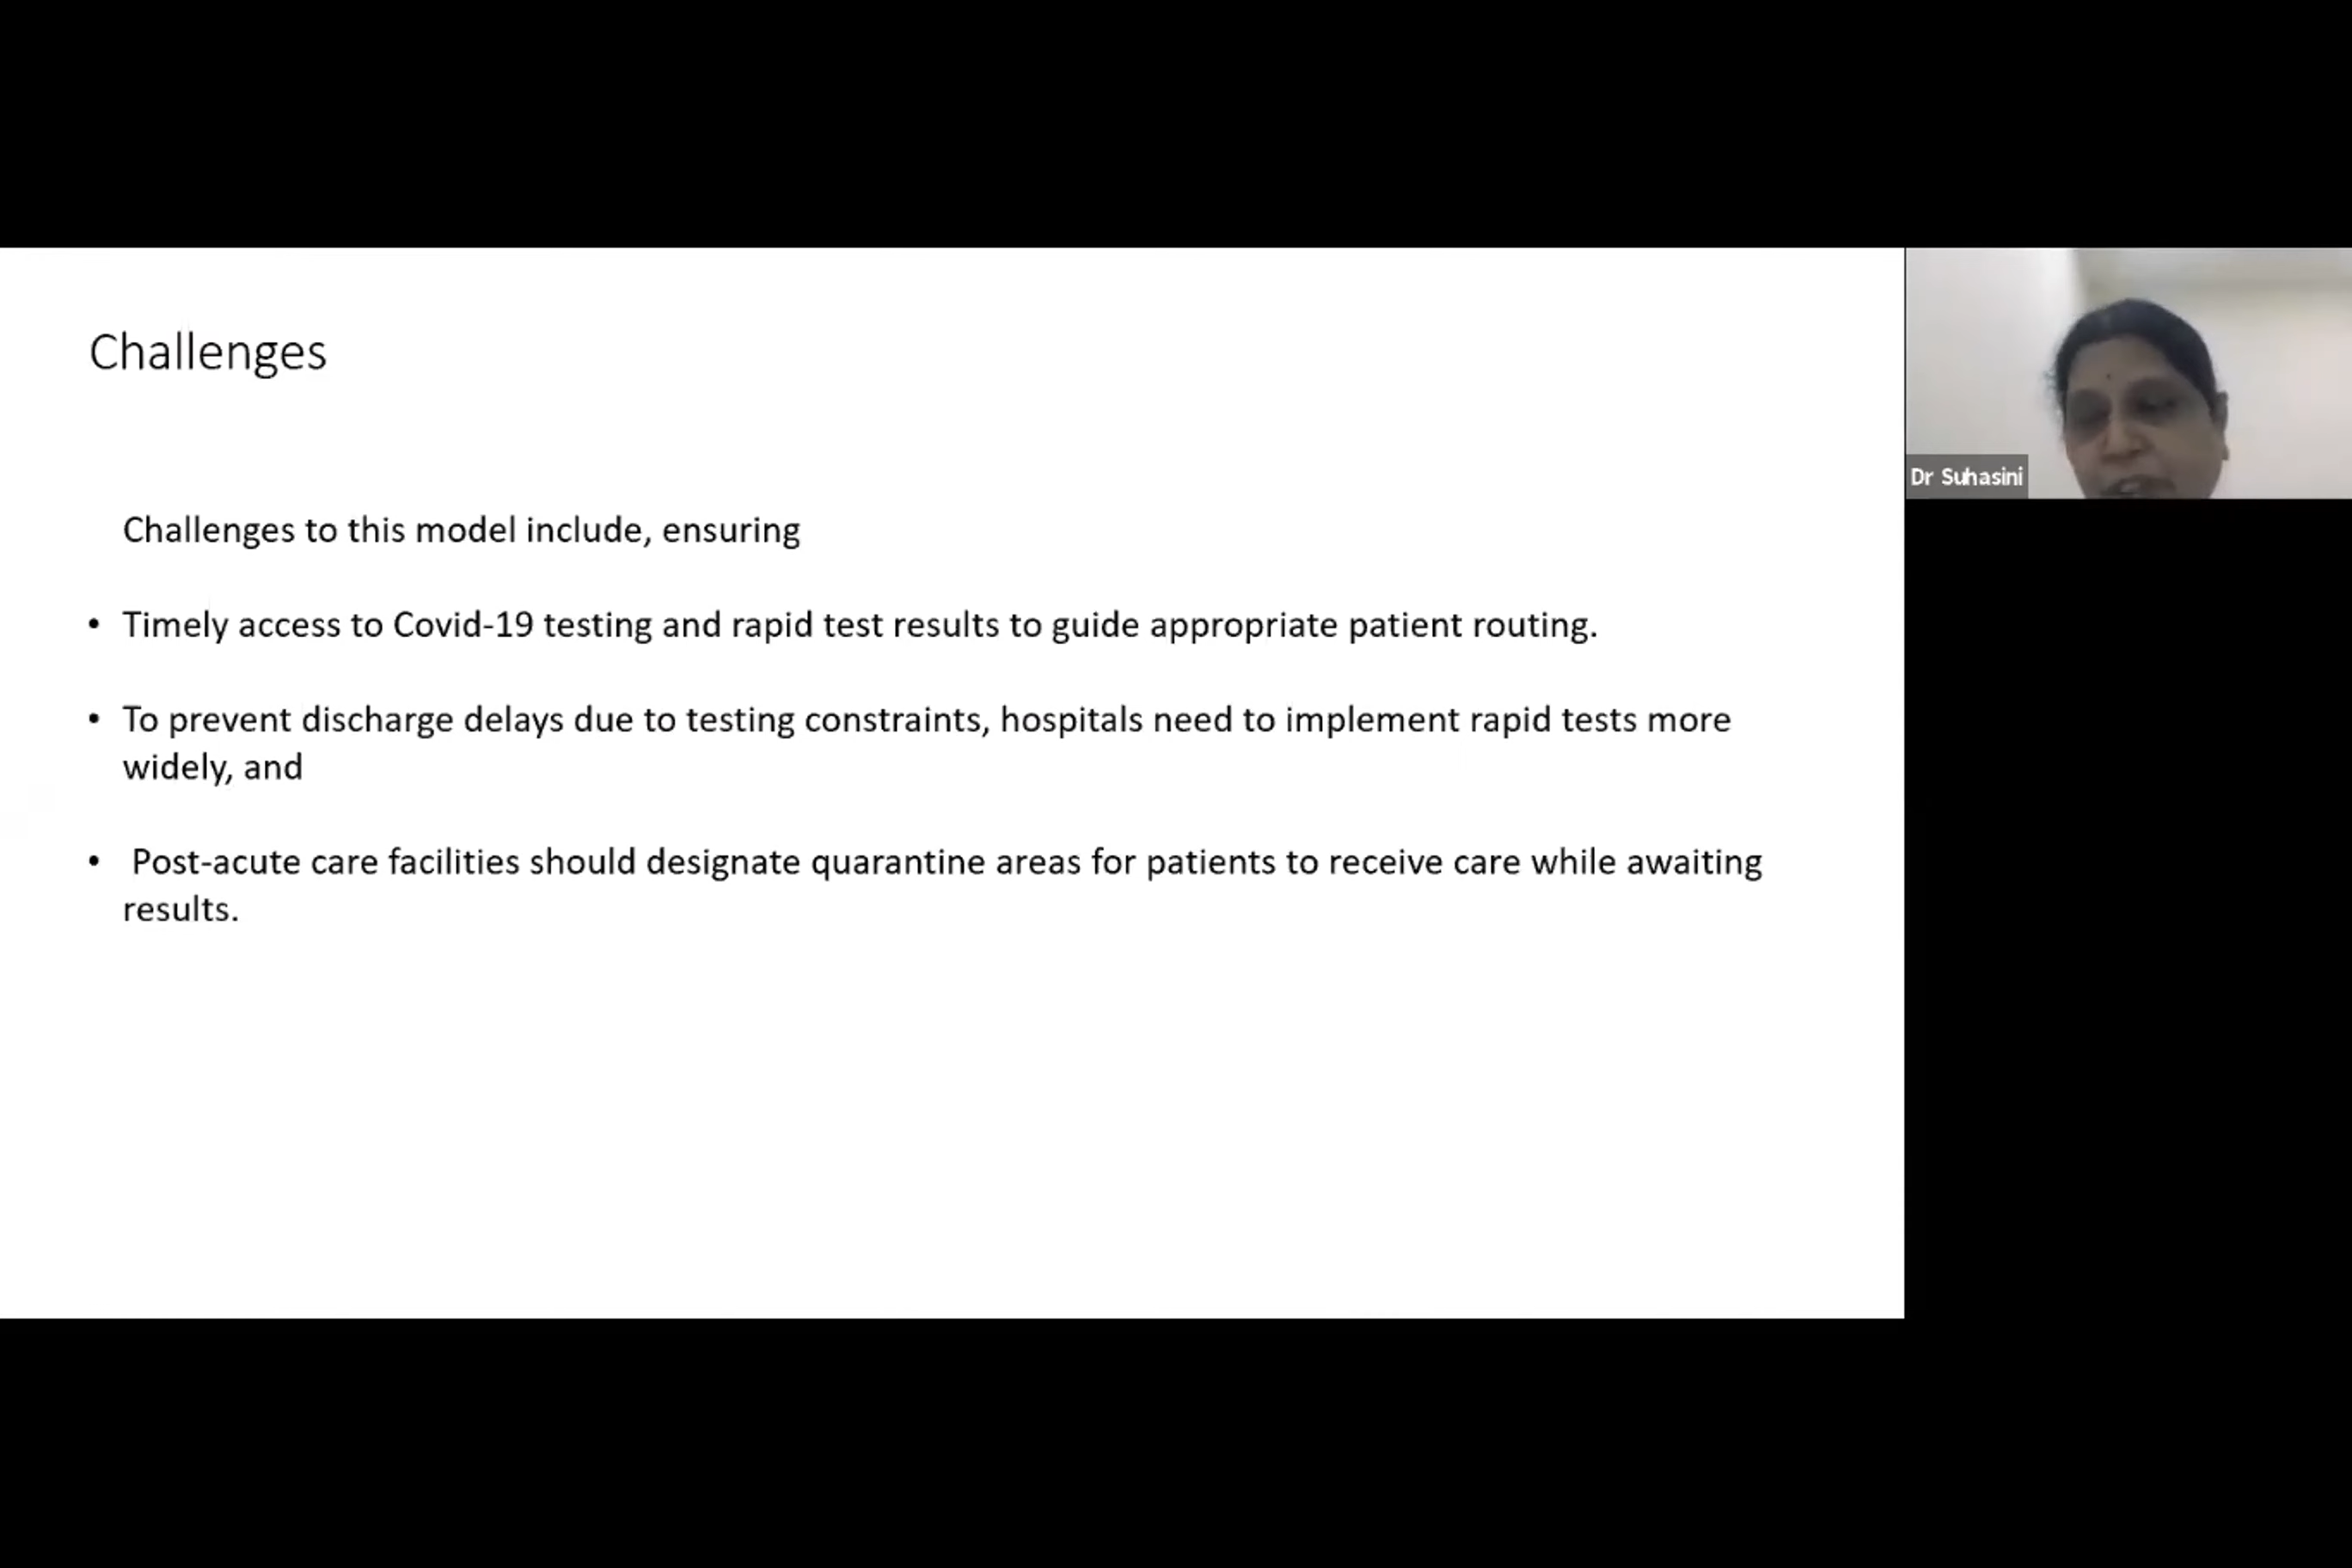 Challenges
Challenges to this model include, ensuring
• Timely access to Covid-19 testing and rapid test results to guide appropriate patient routing.
• To prevent discharge delays due to testing constraints, hospitals need to implement rapid tests more
widely, and
• Post-acute care facilities should designate quarantine areas for patients to receive care while awaiting
results.
Dr Suhasini